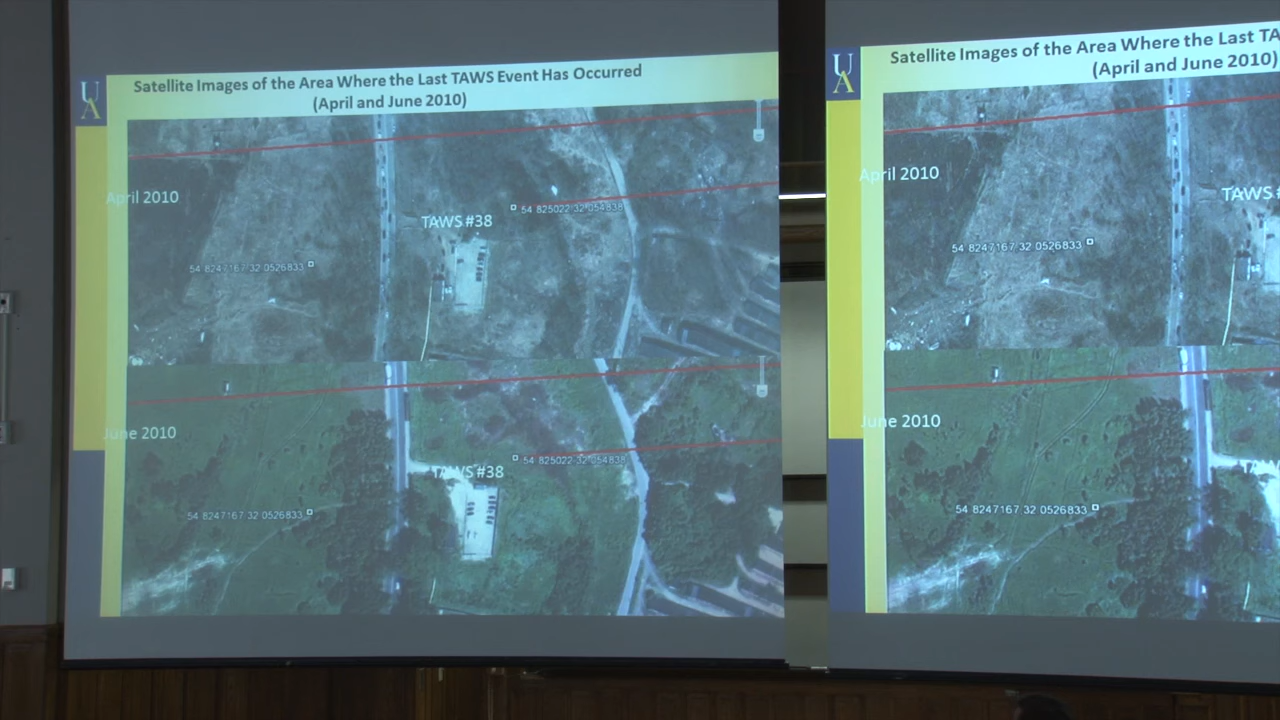 UA
Satellite Images of the Area Where the Last TAWS Event Has Occurred
(April and June 2010)
April 2010
TAWS #38
54 825022 32 054838
54 8247167 32 0526833
June 2010
TAWS #38
54 825022 32 054838
54 8247167 32 0526833
UA
Satellite Images of the Area Where the Last TA
(April and June 2010)
April 2010
TAWS
54 8247167 32 0526833
June 2010
TAW
54 8247167 32 0526833